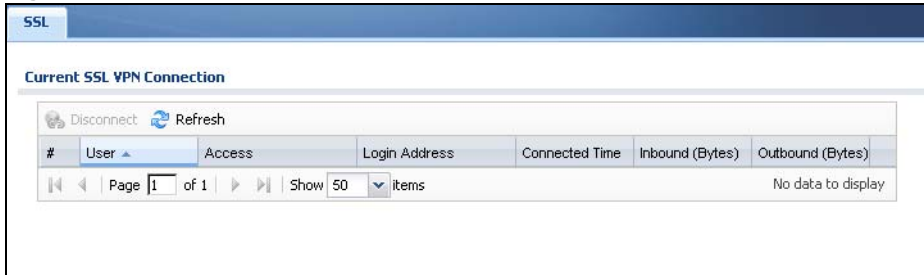 SSL
Current SSL VPN Connection
Disconnect Refresh
# User Access Login Address Connected Time Inbound (Bytes) Outbound (Bytes)
Page 1 of 1 Show 50 items No data to display